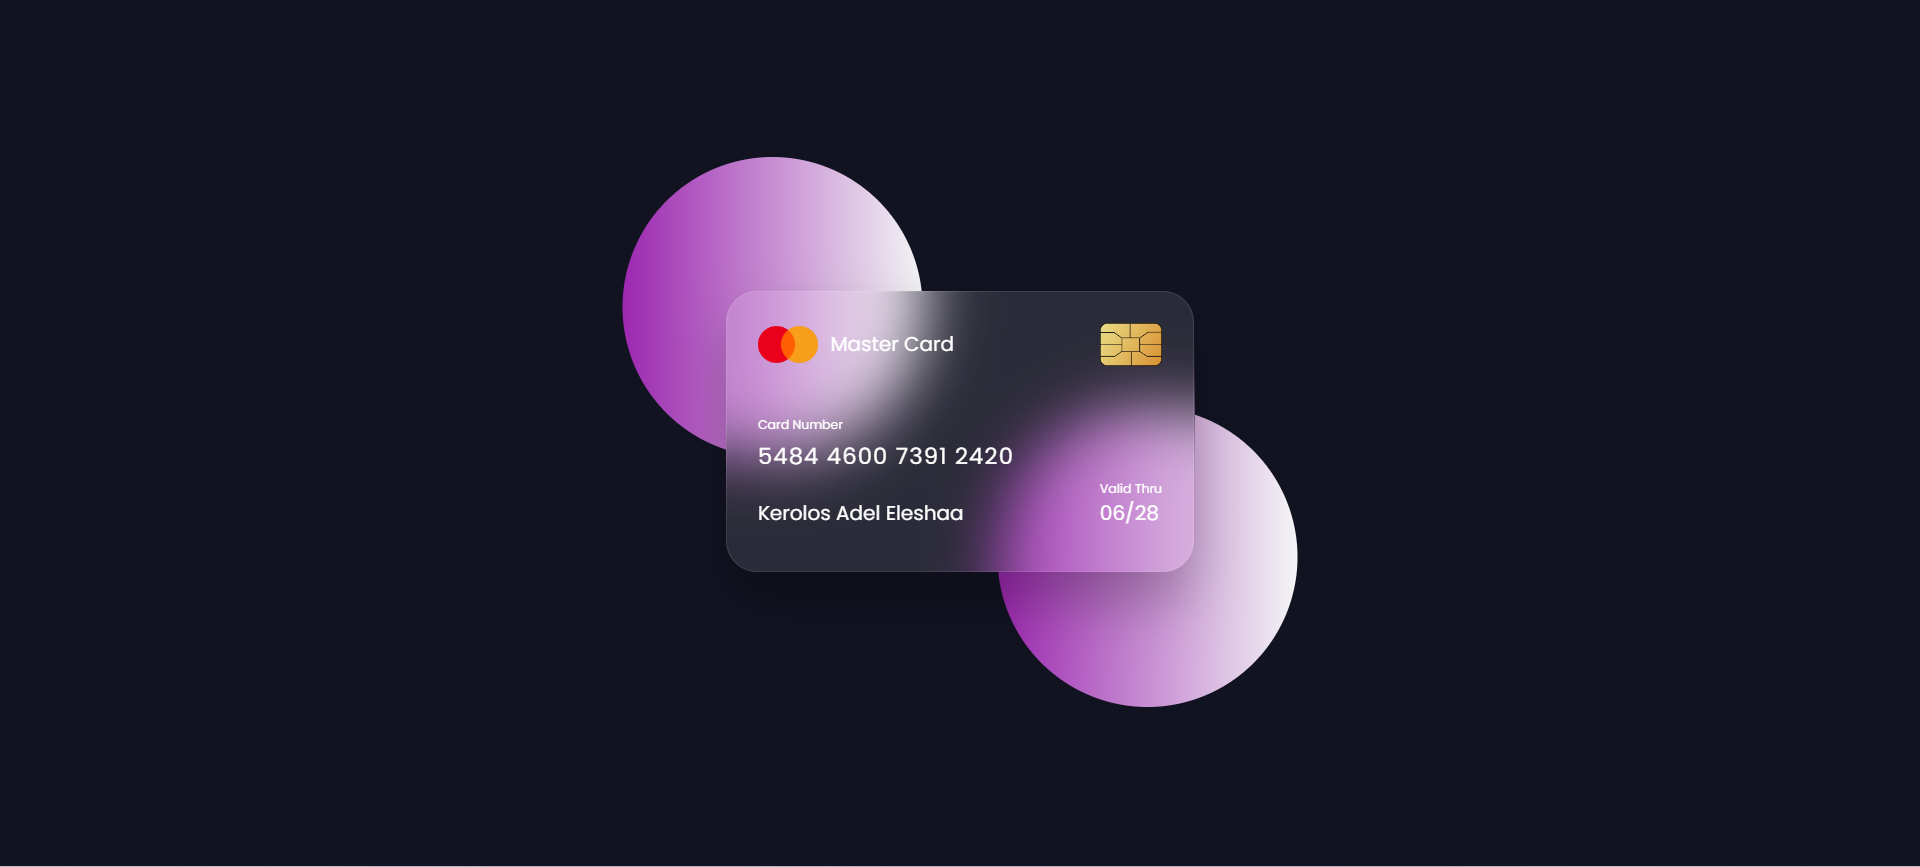 Master Card
Card Number
5484 4600 7391 2420
Valid Thru
Kerolos Adel Eleshaa
06/28